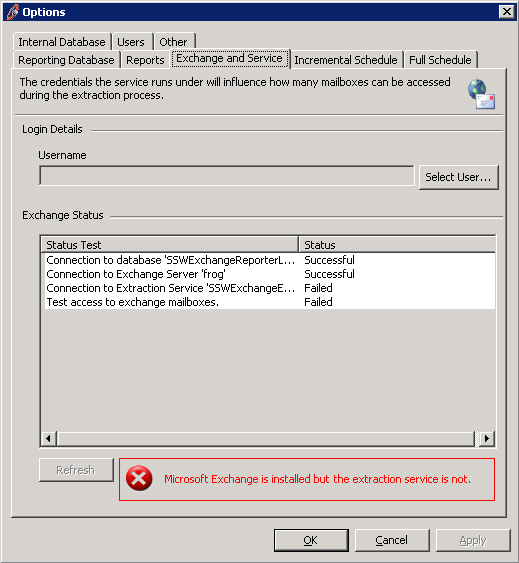 Options
Internal Database Users Other
Reporting Database Reports Exchange and Service Incremental Schedule Full Schedule
The credentials the service runs under will influence how many mailboxes can be accessed
during the extraction process.
Login Details
Username
Select User...
Exchange Status
Status Test Status
Connection to database 'SSWExchangeReporterL... Successful
Connection to Exchange Server 'frog' Successful
Connection to Extraction Service 'SSWExchangeE... Failed
Test access to exchange mailboxes. Failed
Refresh
Microsoft Exchange is installed but the extraction service is not.
OK Cancel Apply